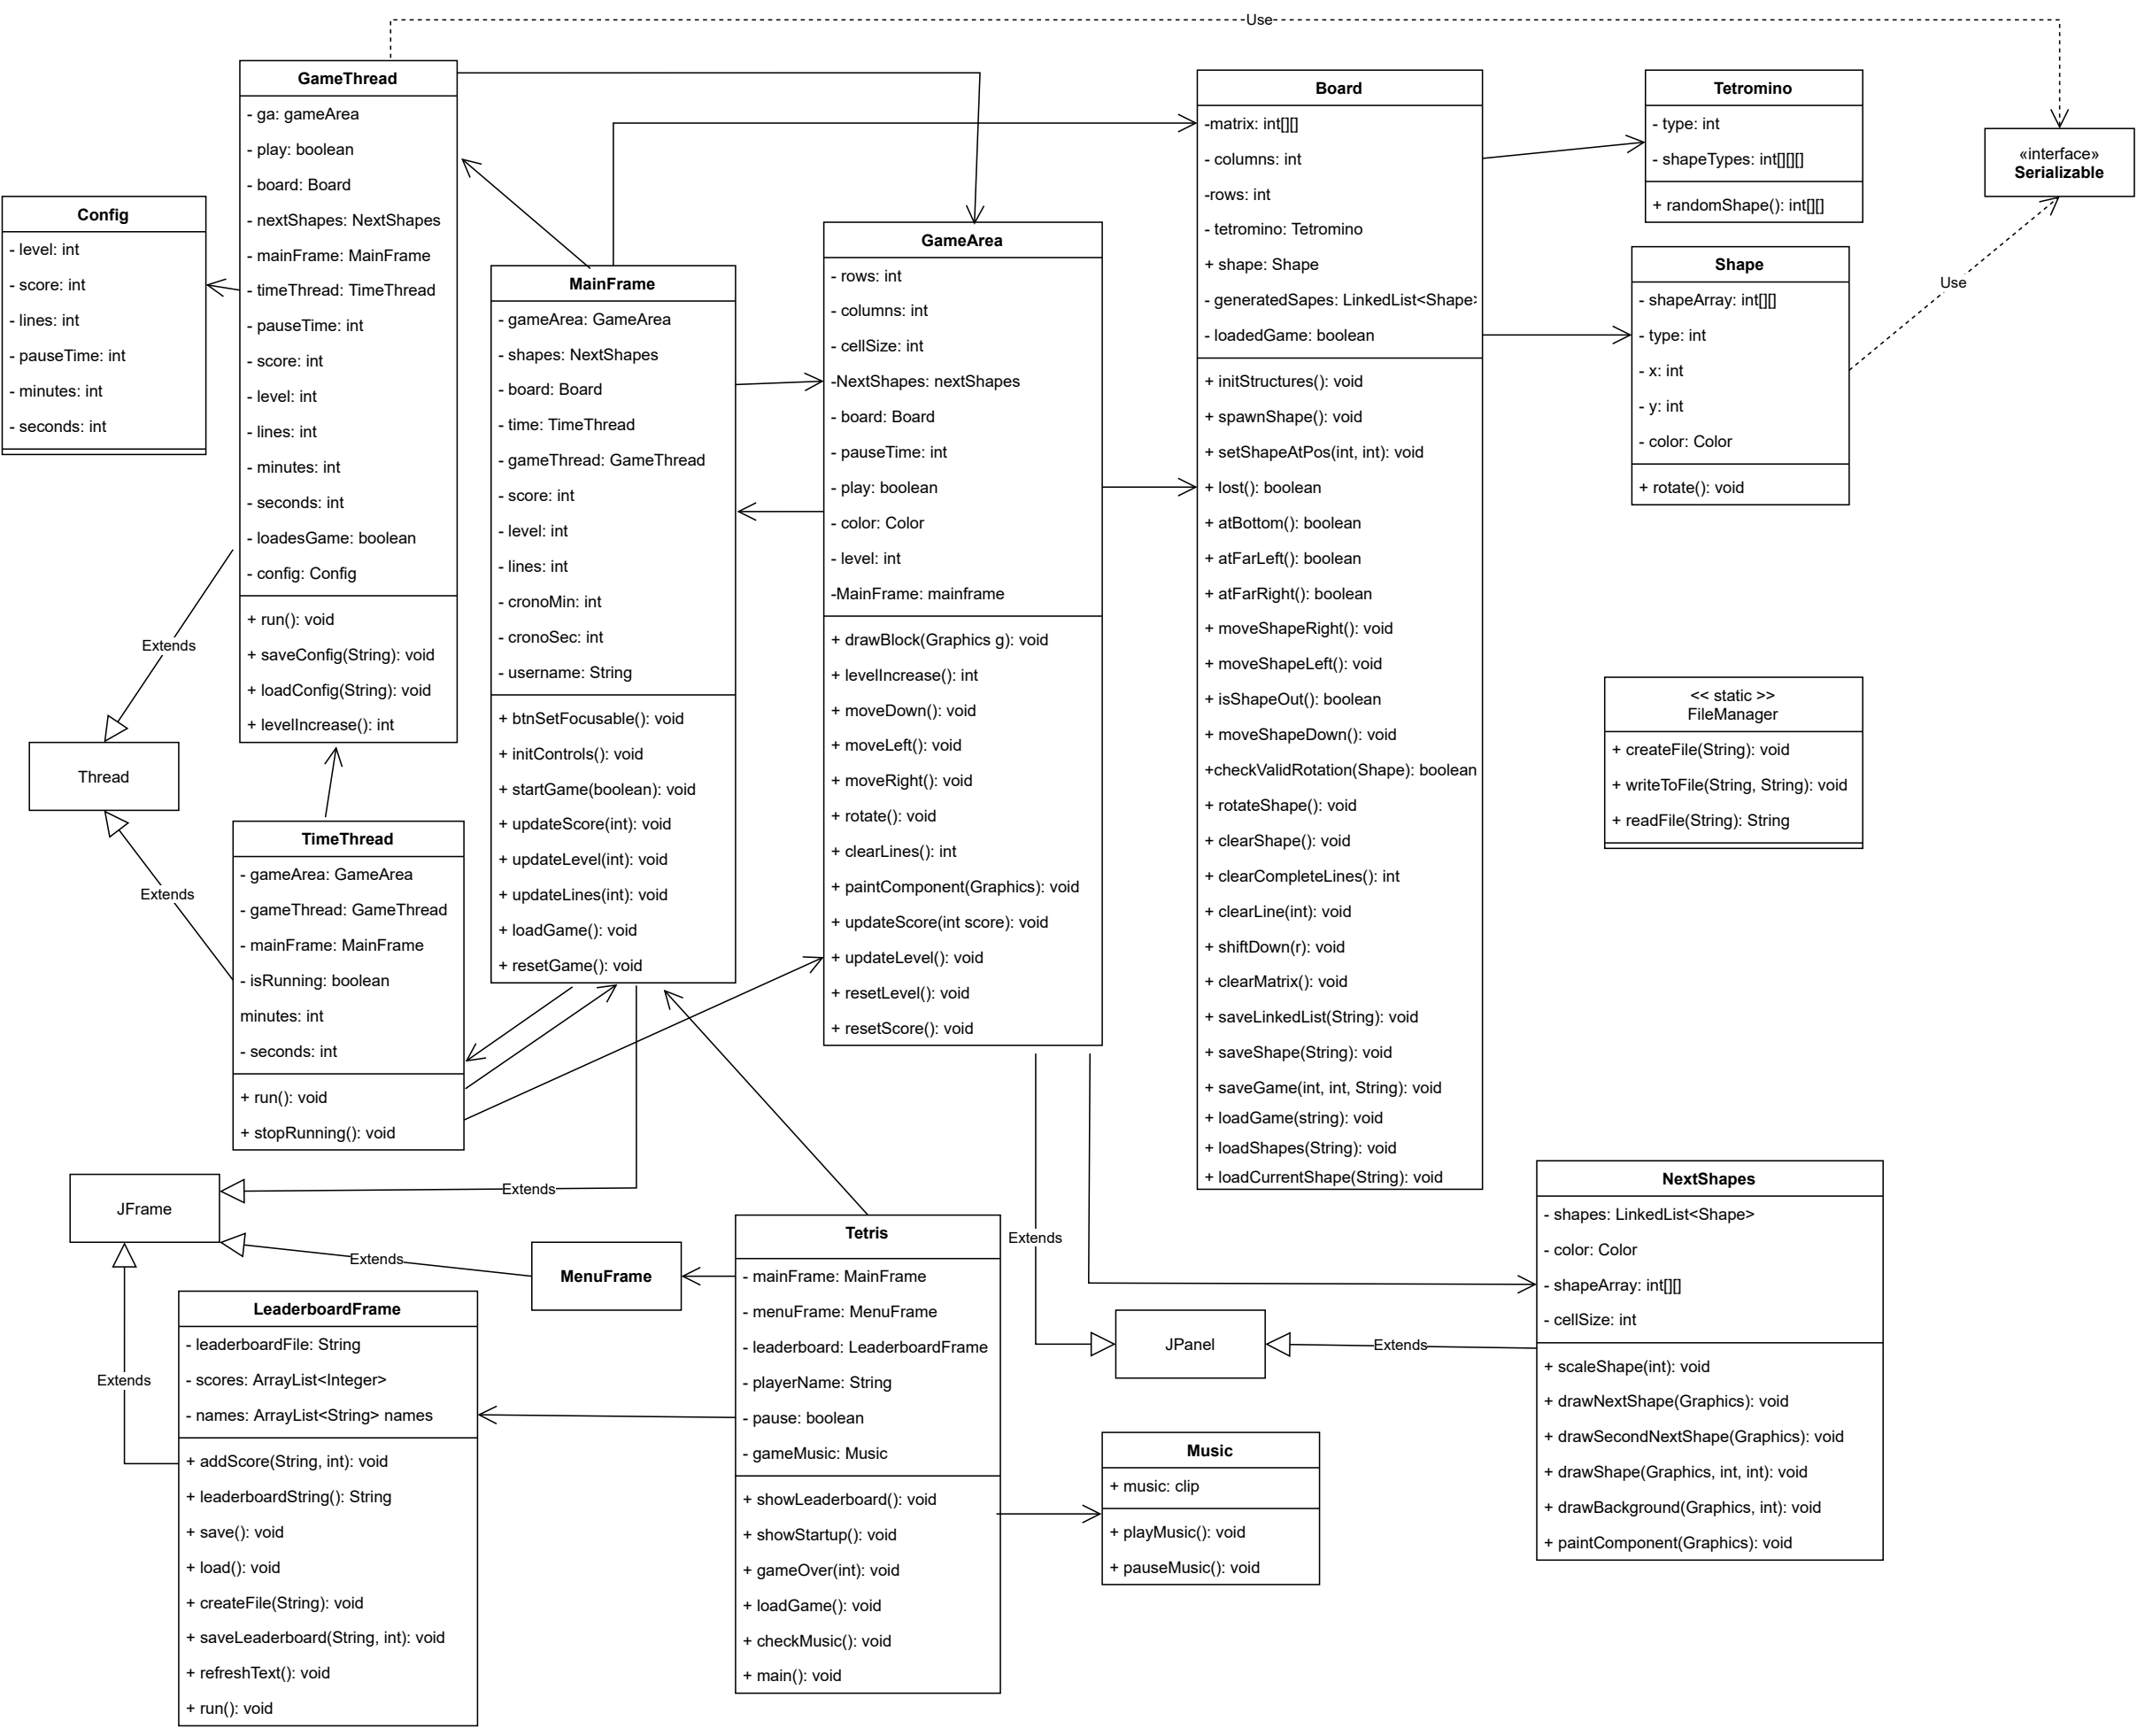 Use
GameThread
- ga: gameArea
- play: boolean
- board: Board
- nextShapes: NextShapes
- mainFrame: MainFrame
- timeThread: TimeThread
- pauseTime: int
- score: int
- level: int
- lines: int
- minutes: int
- seconds: int
- loadesGame: boolean
- config: Config
+ run(): void
+ saveConfig(String): void
+ loadConfig(String): void
+ levelIncrease(): int
Config
- level: int
- score: int
- lines: int
- pauseTime: int
- minutes: int
- seconds: int
MainFrame
- gameArea: GameArea
- shapes: NextShapes
- board: Board
- time: TimeThread
- gameThread: GameThread
- score: int
- level: int
- lines: int
- cronoMin: int
- cronoSec: int
- username: String
+ btnSetFocusable(): void
+ initControls(): void
+ startGame(boolean): void
+ updateScore(int): void
+ updateLevel(int): void
+ updateLines(int): void
+ loadGame(): void
+ resetGame(): void
GameArea
- rows: int
- columns: int
- cellSize: int
-NextShapes: nextShapes
- board: Board
- pauseTime: int
- play: boolean
- color: Color
- level: int
-MainFrame: mainframe
+ drawBlock(Graphics g): void
+ levelIncrease(): int
+ moveDown(): void
+ moveLeft(): void
+ moveRight(): void
+ rotate(): void
+ clearLines(): int
+ paintComponent(Graphics): void
+ updateScore(int score): void
+ updateLevel(): void
+ resetLevel(): void
+ resetScore(): void
Board
-matrix: int[][]
- columns: int
-rows: int
- tetromino: Tetromino
+ shape: Shape
- generatedSapes: LinkedList<Shape>
- loadedGame: boolean
+ initStructures(): void
+ spawnShape(): void
+ setShapeAtPos(int, int): void
+ lost(): boolean
+ atBottom(): boolean
+ atFarLeft(): boolean
+ atFarRight(): boolean
+ moveShapeRight(): void
+ moveShapeLeft(): void
+ isShapeOut(): boolean
+ moveShapeDown(): void
+checkValidRotation(Shape): boolean
+ rotateShape(): void
+ clearShape(): void
+ clearCompleteLines(): int
+ clearLine(int): void
+ shiftDown(r): void
+ clearMatrix(): void
+ saveLinkedList(String): void
+ saveShape(String): void
+ saveGame(int, int, String): void
+ loadGame(string): void
+ loadShapes(String): void
+ loadCurrentShape(String): void
Tetromino
- type: int
- shapeTypes: int[][][]
+ randomShape(): int[][]
«interface»
Serializable
Use
Shape
- shapeArray: int[][]
- type: int
- x: int
- y: int
- color: Color
+ rotate(): void
<< static >>
FileManager
+ createFile(String): void
+ writeToFile(String, String): void
+ readFile(String): String
Extends
Thread
Extends
TimeThread
- gameArea: GameArea
- gameThread: GameThread
- mainFrame: MainFrame
- isRunning: boolean
minutes: int
- seconds: int
+ run(): void
+ stopRunning(): void
JFrame
Extends
Extends
Extends
MenuFrame
LeaderboardFrame
- leaderboardFile: String
- scores: ArrayList<Integer>
- names: ArrayList<String> names
+ addScore(String, int): void
+ leaderboardString(): String
+ save(): void
+ load(): void
+ createFile(String): void
+ saveLeaderboard(String, int): void
+ refreshText(): void
+ run(): void
Tetris
- mainFrame: MainFrame
- menuFrame: MenuFrame
- leaderboard: LeaderboardFrame
- playerName: String
- pause: boolean
- gameMusic: Music
+ showLeaderboard(): void
+ showStartup(): void
+ gameOver(int): void
+ loadGame(): void
+ checkMusic(): void
+ main(): void
Extends
JPanel
Extends
Music
+ music: clip
+ playMusic(): void
+ pauseMusic(): void
NextShapes
- shapes: LinkedList<Shape>
- color: Color
- shapeArray: int[][]
- cellSize: int
+ scaleShape(int): void
+ drawNextShape(Graphics): void
+ drawSecondNextShape(Graphics): void
+ drawShape(Graphics, int, int): void
+ drawBackground(Graphics, int): void
+ paintComponent(Graphics): void